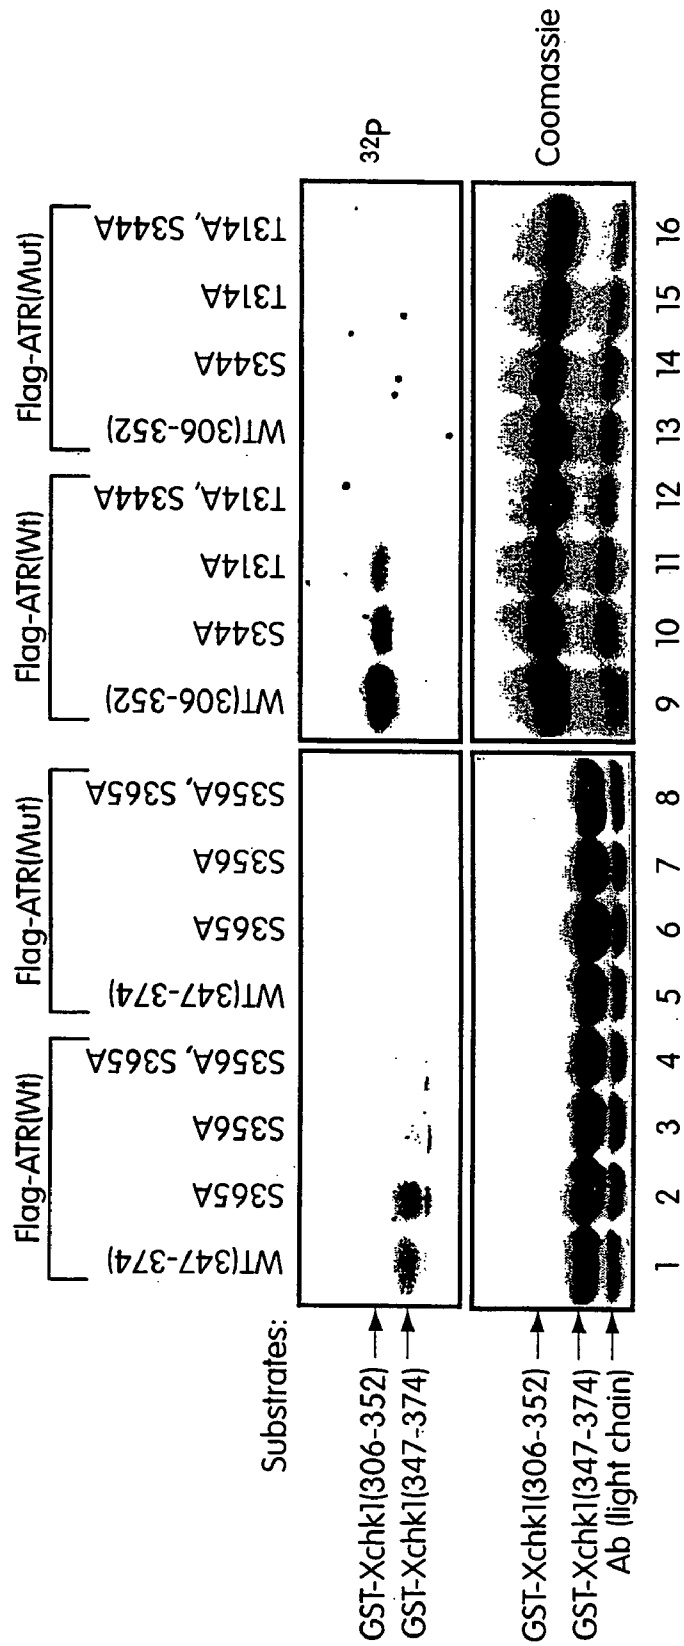 Flag-ATR(Wt) Flag-ATR(Mut) Flag-ATR(Wt) Flag-ATR(Mut)
Substrates: WT(347-374) S365A S356A S356A, S365A WT(347-374) S365A S356A S356A, S365A WT(306-352) S344A T314A T314A, S344A WT(306-352) S344A T314A T314A, S344A
GST-Xchk1(306-352) 32P
GST-Xchk1(347-374)
GST-Xchk1(306-352) Coomassie
GST-Xchk1(347-374)
Ab (light chain)
1 2 3 4 5 6 7 8 9 10 11 12 13 14 15 16